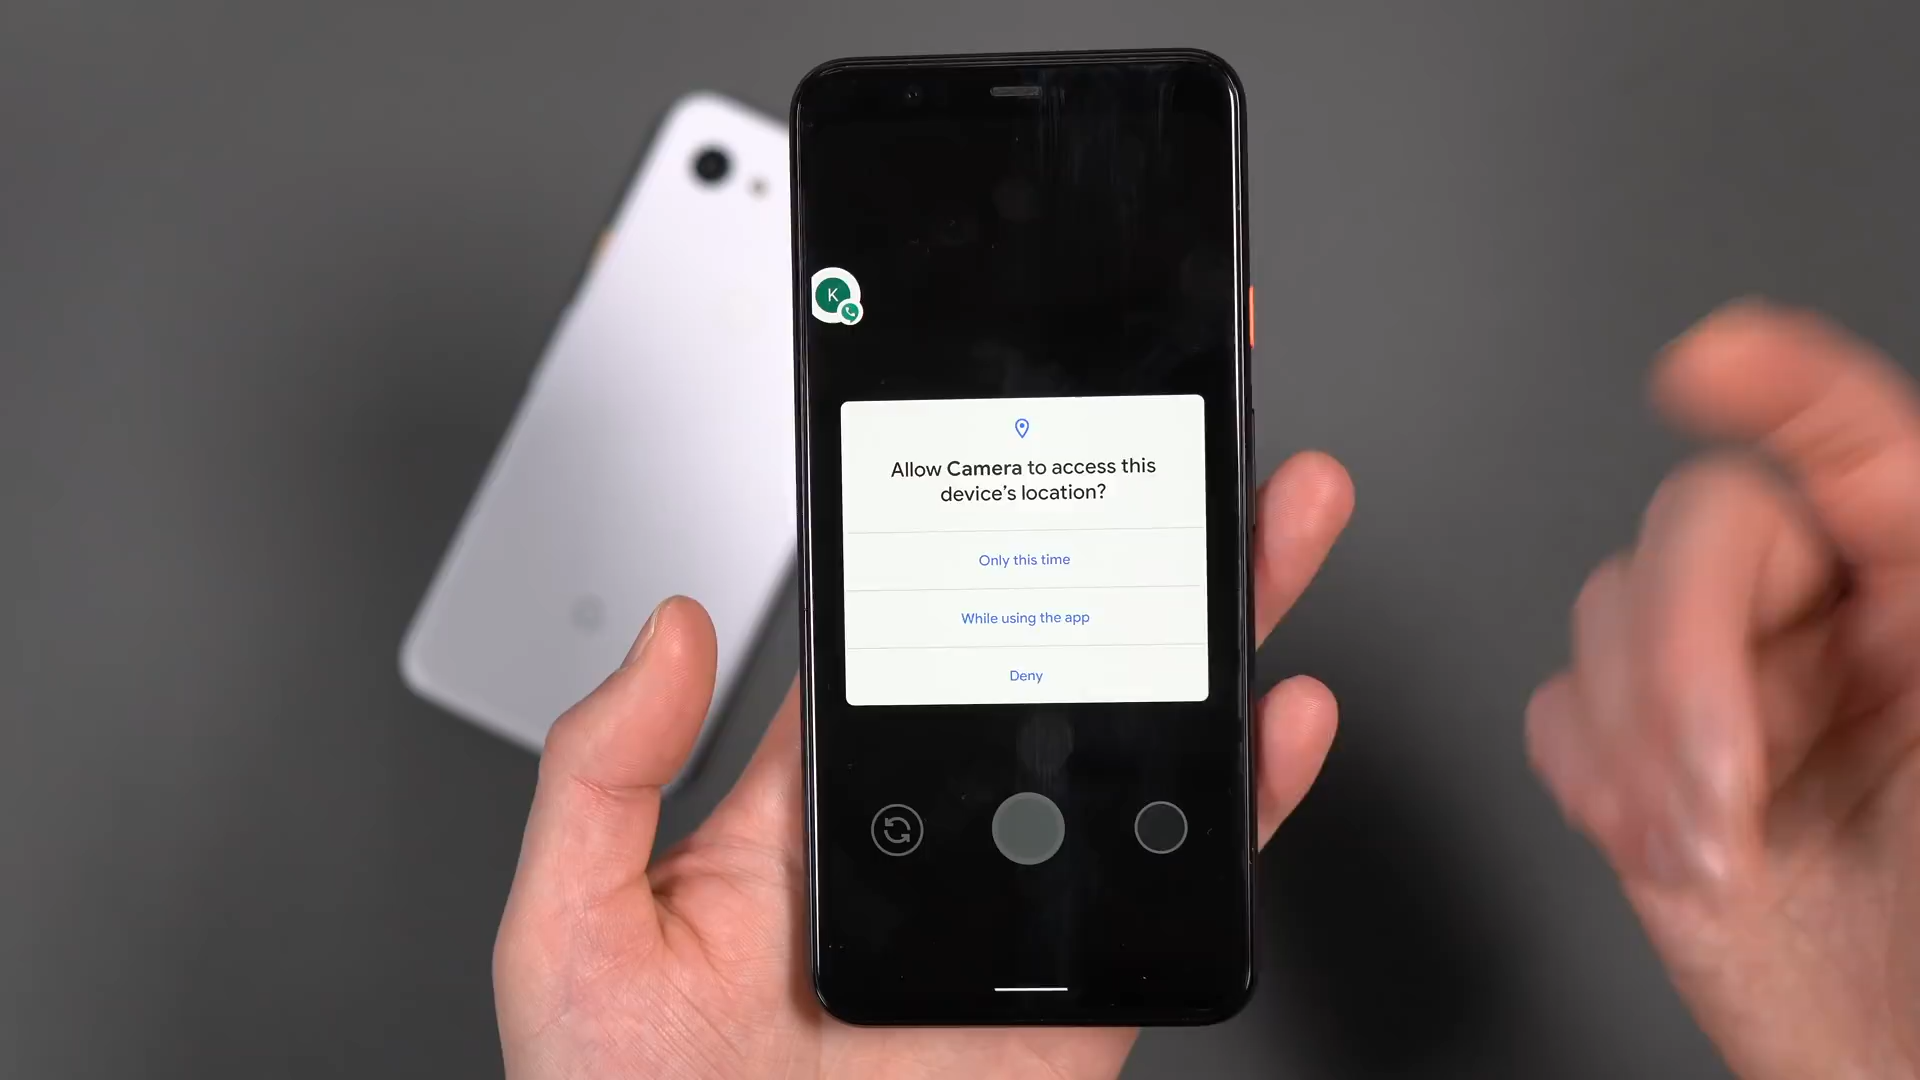 K
Allow Camera to access this
device's location?
Only this time
While using the app
Deny